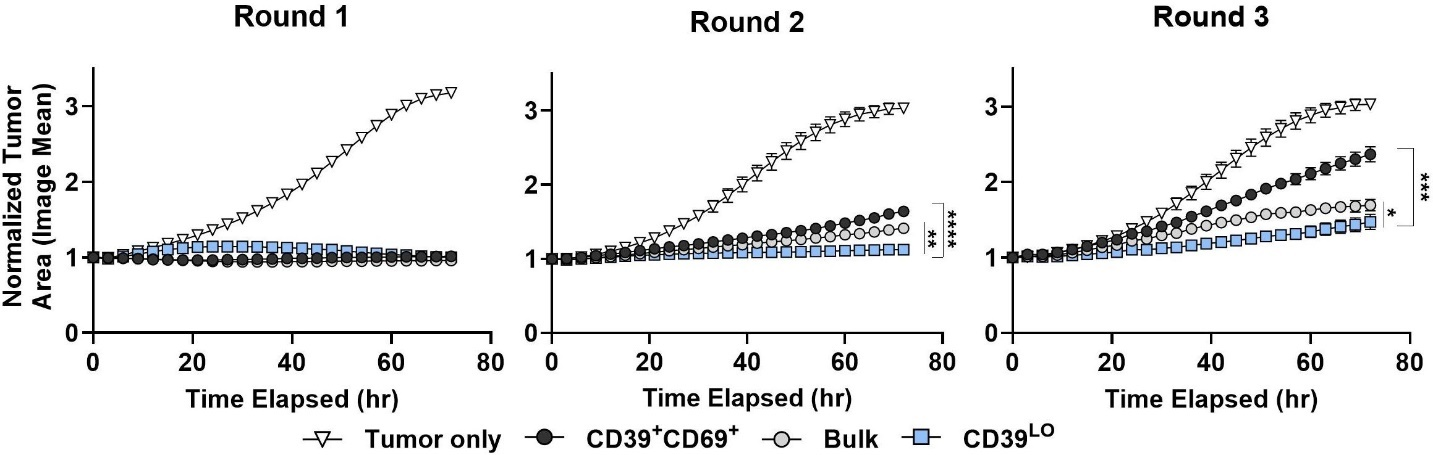 Round 1
Round 2
Round 3
Normalized Tumor
Area (Image Mean)
3
2
1
0
0 20 40 60 80
Time Elapsed (hr)
3
2
1
0
0 20 40 60 80
Time Elapsed (hr)
****
**
3
2
1
0
0 20 40 60 80
Time Elapsed (hr)
***
*
Tumor only CD39⁺CD69⁺ Bulk CD39ᴸᴼ